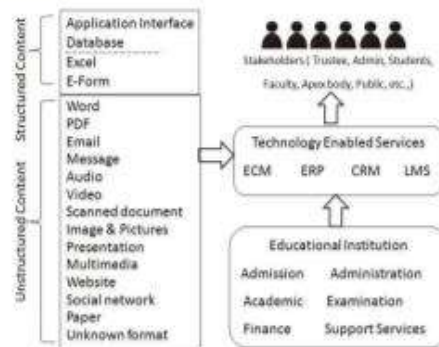 Structured Content
Application Interface
Database
Excel
E-Form
Unstructured Content
Word
PDF
Email
Message
Audio
Video
Scanned document
Image & Pictures
Presentation
Multimedia
Website
Social network
Paper
Unknown format
Stakeholders ( Trustee, Admin, Students,
Faculty, Apex body, Public, etc.,)
Technology Enabled Services
ECM ERP CRM LMS
Educational Institution
Admission Administration
Academic Examination
Finance Support Services